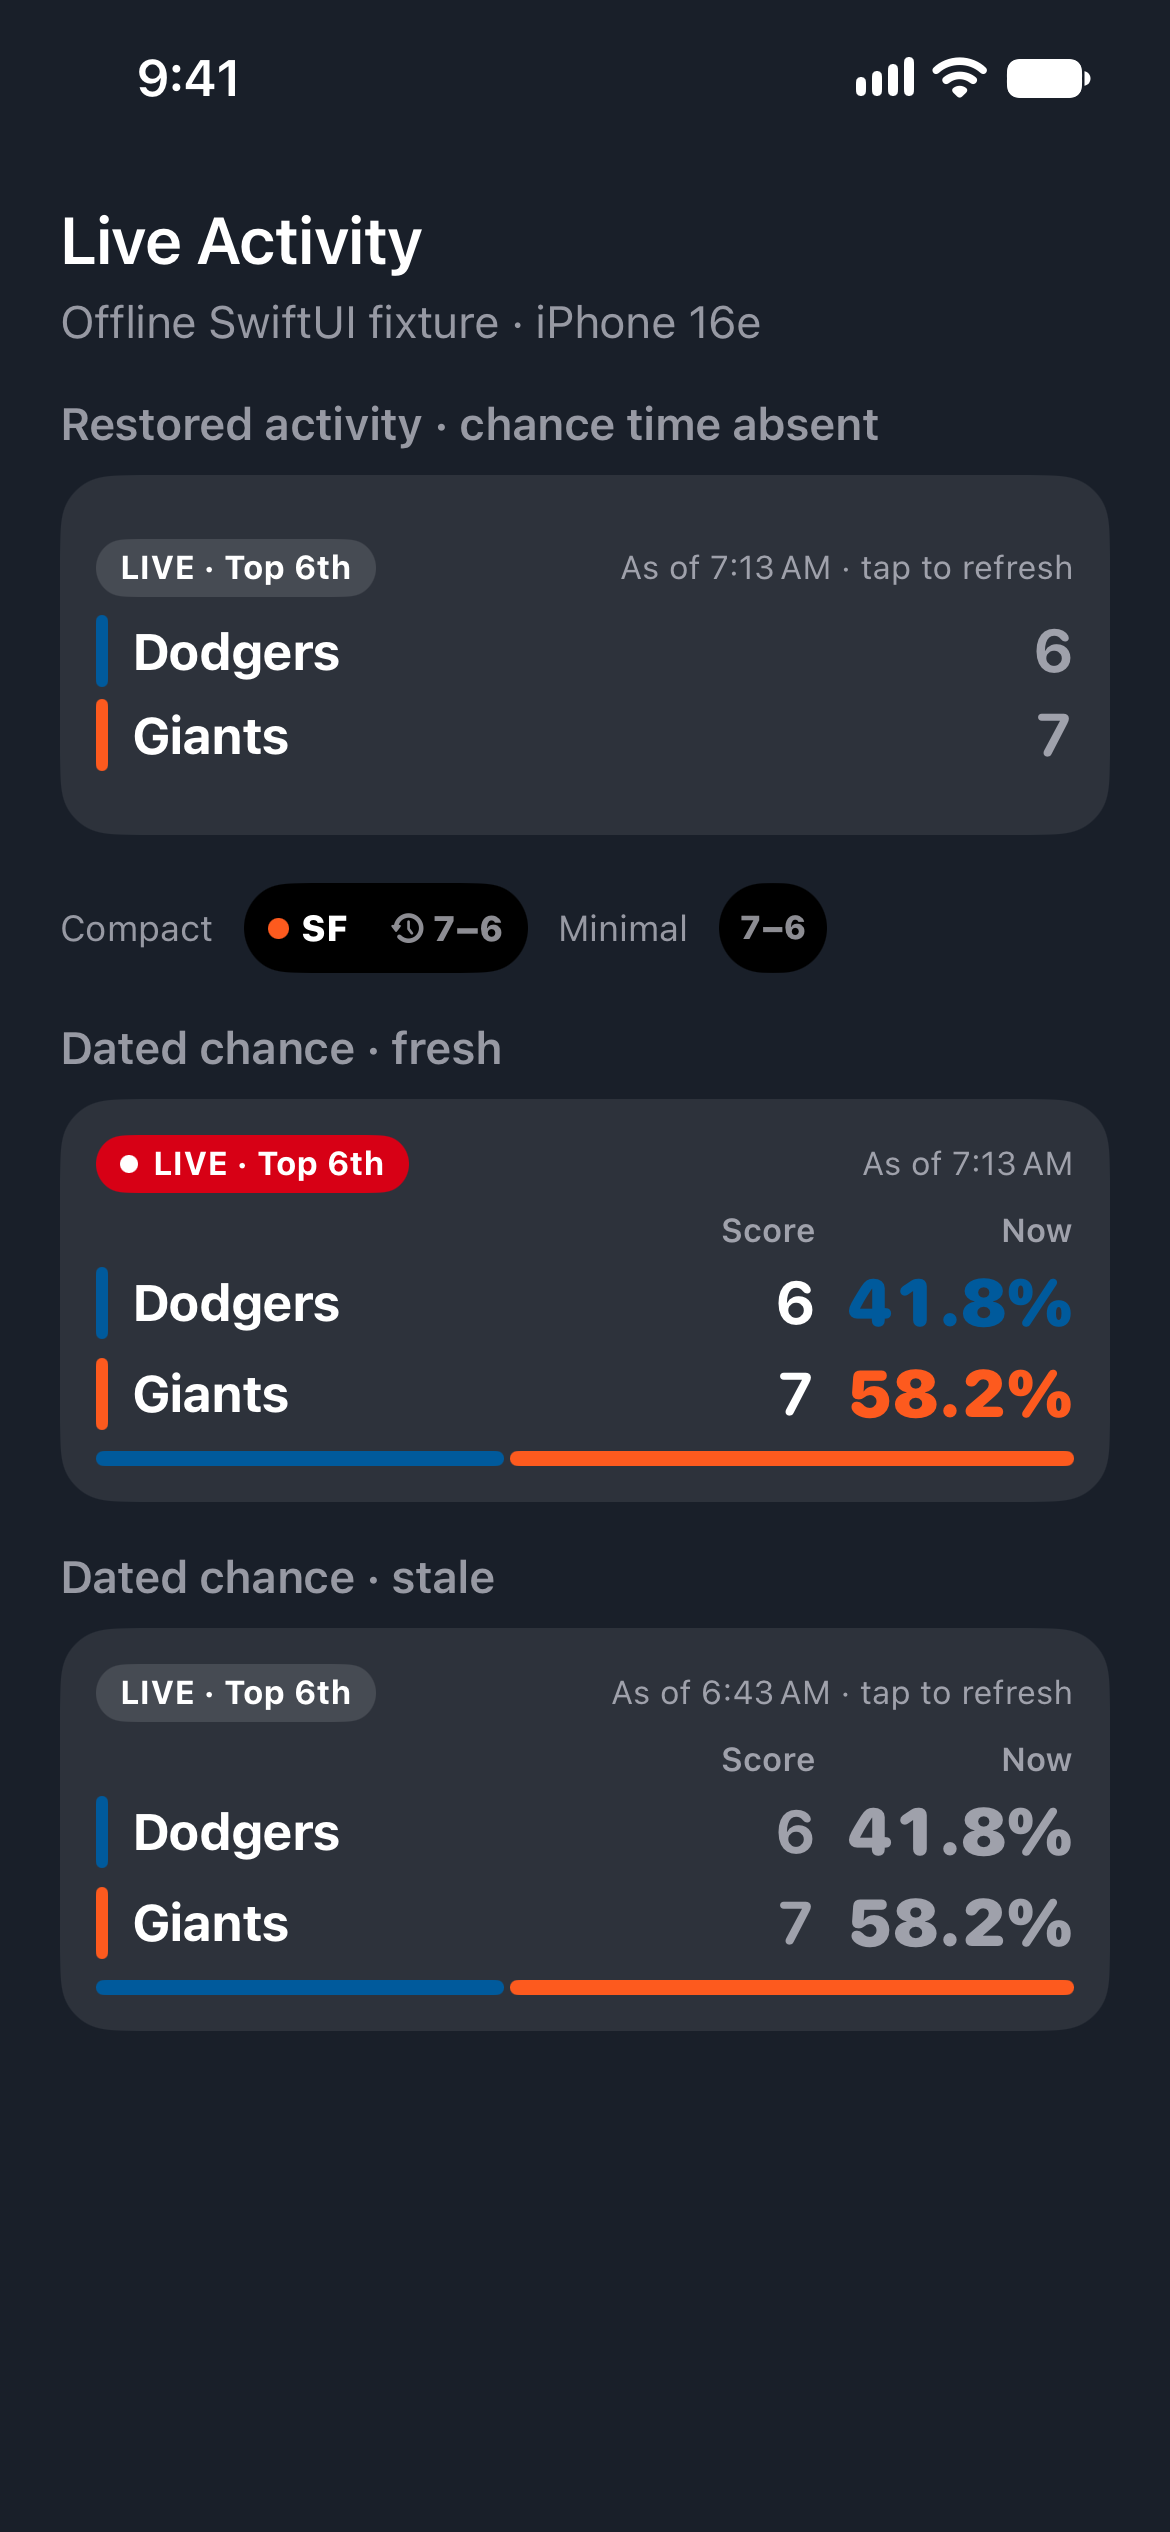 9:41
Live Activity
Offline SwiftUI fixture · iPhone 16e
Restored activity · chance time absent
LIVE · Top 6th As of 7:13 AM · tap to refresh
Dodgers 6
Giants 7
Compact SF 7–6 Minimal 7–6
Dated chance · fresh
LIVE · Top 6th As of 7:13 AM
Score Now
Dodgers 6 41.8%
Giants 7 58.2%
Dated chance · stale
LIVE · Top 6th As of 6:43 AM · tap to refresh
Score Now
Dodgers 6 41.8%
Giants 7 58.2%